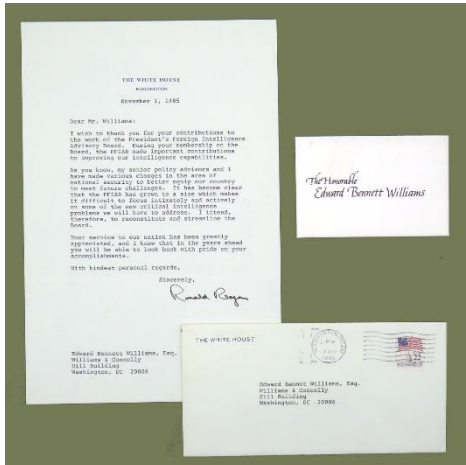 THE WHITE HOUSE
WASHINGTON
November 1, 1985
Dear Mr. Williams:
I wish to thank you for your contributions to
the work of the President's Foreign Intelligence
Advisory Board. During your membership on the
Board, the PFIAB made important contributions
to improving our intelligence capabilities.
As you know, my senior policy advisors and I
have made various changes in the area of
national security to better equip our country
to meet future challenges. It has become clear
that the PFIAB has grown to a size which makes
it difficult to focus intimately and actively
on some of the new critical intelligence
problems we will have to address. I intend,
therefore, to reconstitute and streamline the
Board.
Your service to our nation has been greatly
appreciated, and I know that in the years ahead
you will be able to look back with pride on your
accomplishments.
With kindest personal regards,
Sincerely,
Ronald Reagan
Edward Bennett Williams, Esq.
Williams & Connolly
Hill Building
Washington, DC 20006
The Honorable
Edward Bennett Williams
THE WHITE HOUSE
Edward Bennet Williams, Esq.
Williams & Connolly
Hill Building
Washington, DC 20006